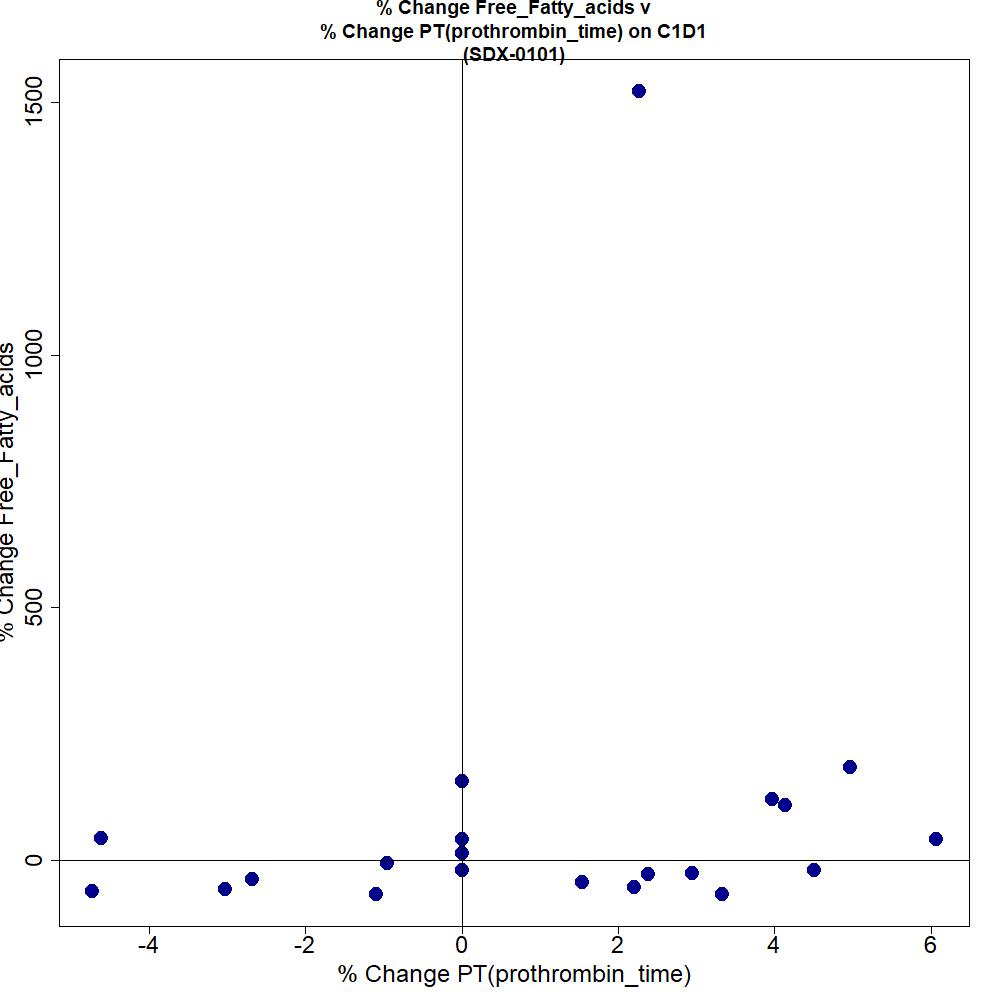 % Change Free_Fatty_acids v
% Change PT(prothrombin_time) on C1D1
(SDX-0101)
% Change Free_Fatty_acids
1500
1000
500
0
-4
-2
0
2
4
6
% Change PT(prothrombin_time)